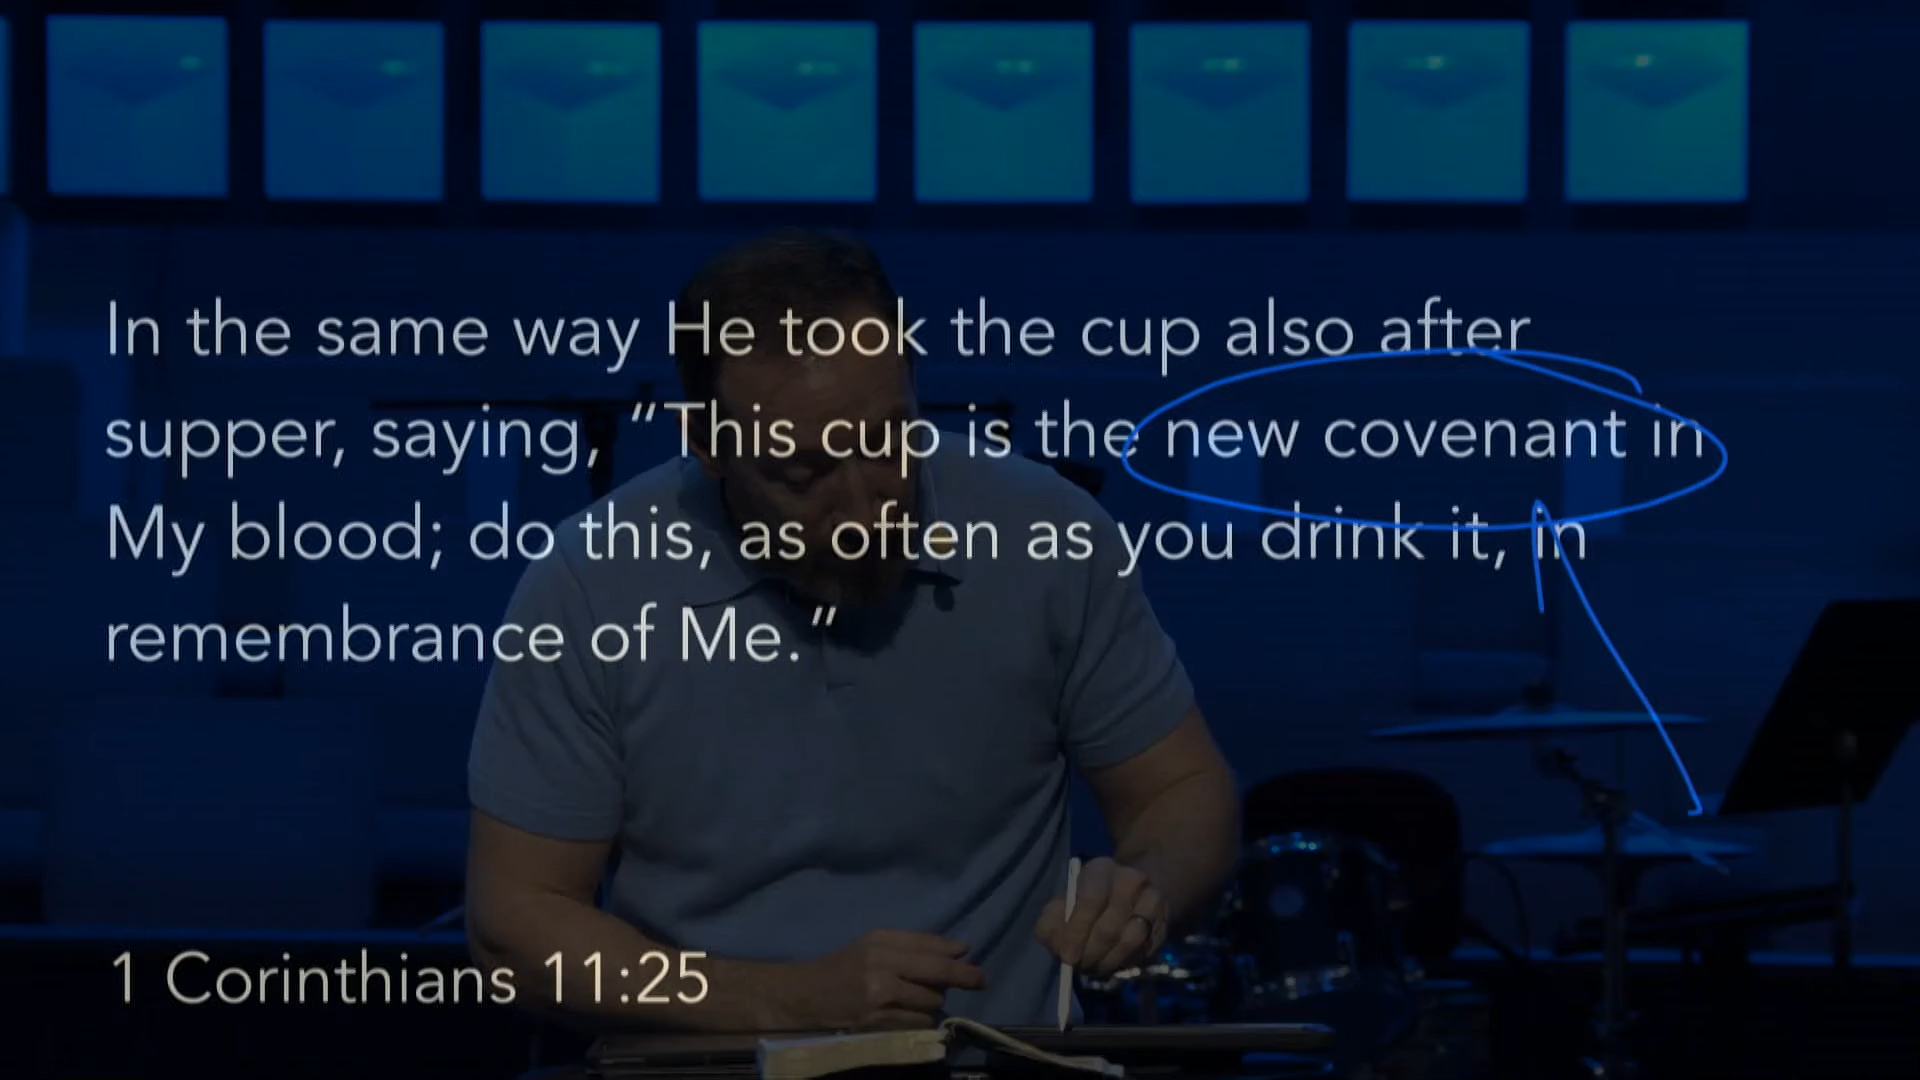 In the same way He took the cup also after
supper, saying, “This cup is the new covenant in
My blood; do this, as often as you drink it, in
remembrance of Me.”
1 Corinthians 11:25